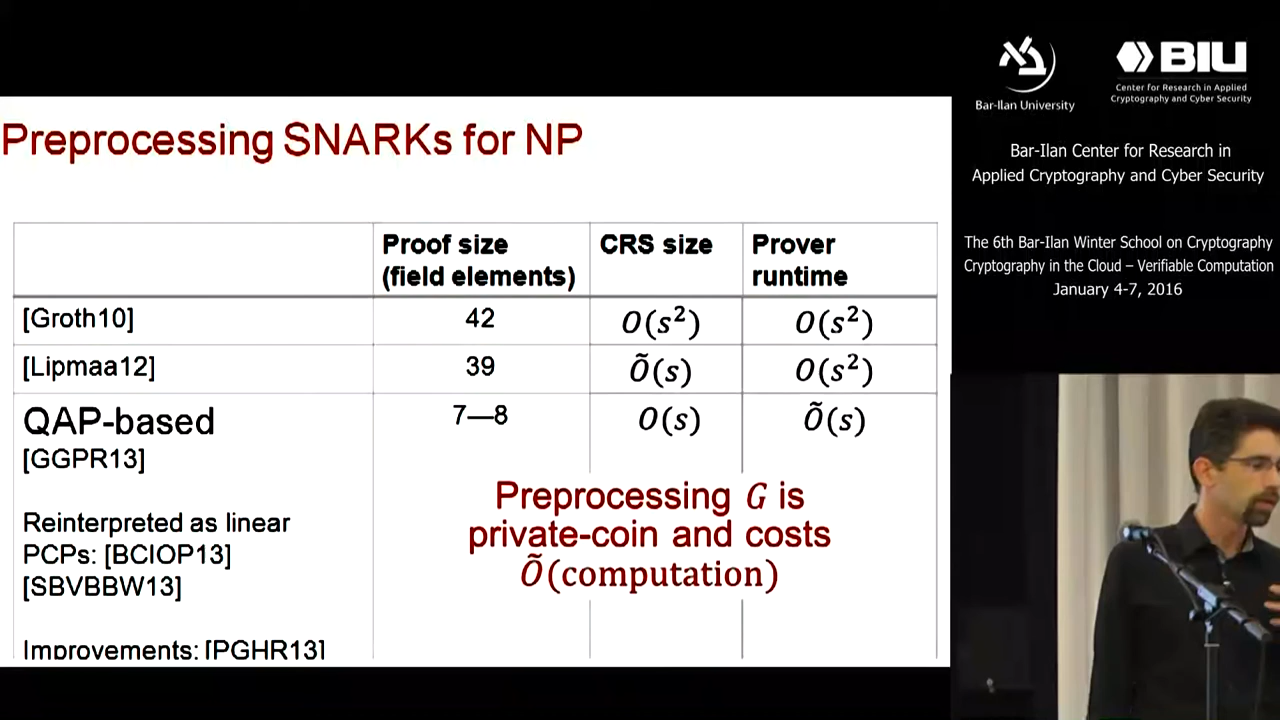 Preprocessing SNARKs for NP
Proof size
(field elements)
CRS size
Prover
runtime
[Groth10]
42
O(s²)
O(s²)
[Lipmaa12]
39
Õ(s)
O(s²)
QAP-based
[GGPR13]
7—8
O(s)
Õ(s)
Reinterpreted as linear
PCPs: [BCIOP13]
[SBVBBW13]
Improvements: [PGHR13]
Preprocessing G is
private-coin and costs
Õ(computation)
Bar-Ilan University
BIU
Center for Research in Applied
Cryptography and Cyber Security
Bar-Ilan Center for Research in
Applied Cryptography and Cyber Security
The 6th Bar-Ilan Winter School on Cryptography
Cryptography in the Cloud – Verifiable Computation
January 4-7, 2016